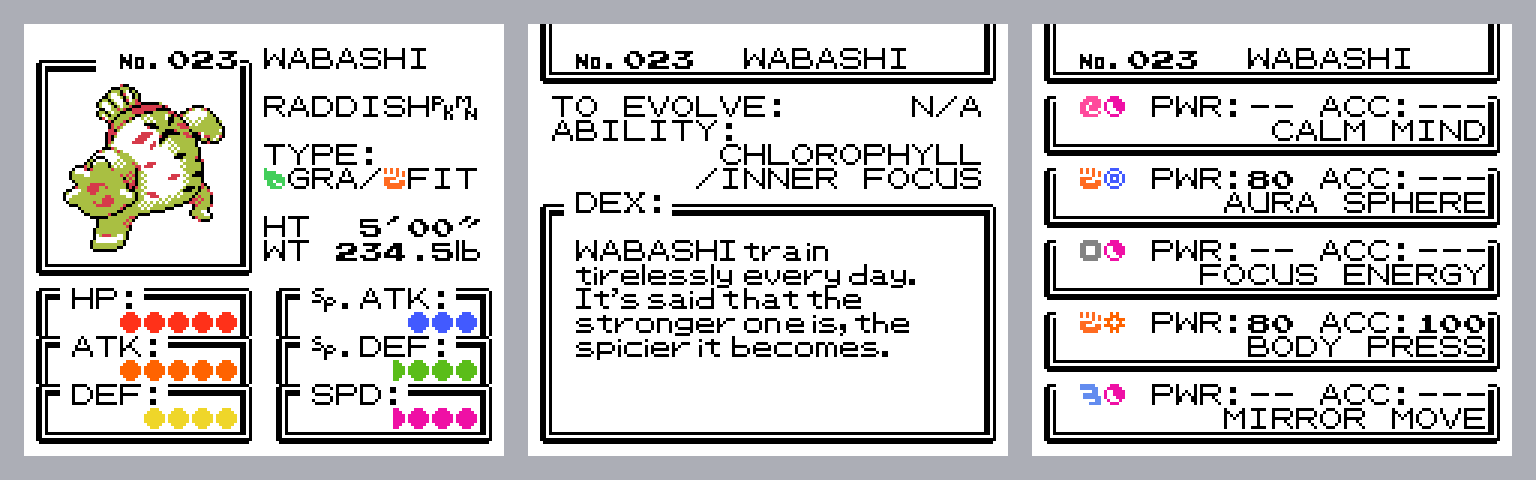 No. 023 WABASHI
RADDISH PKMN
TYPE:
GRA/FIT
HT 5'00"
WT 234.5lb
HP:
ATK:
DEF:
Sp. ATK:
Sp. DEF:
SPD:
No. 023 WABASHI
TO EVOLVE: N/A
ABILITY:
CHLOROPHYLL
/INNER FOCUS
DEX:
WABASHI train
tirelessly every day.
It's said that the
stronger one is, the
spicier it becomes.
No. 023 WABASHI
PWR:-- ACC:---
CALM MIND
PWR:80 ACC:---
AURA SPHERE
PWR:-- ACC:---
FOCUS ENERGY
PWR:80 ACC:100
BODY PRESS
PWR:-- ACC:---
MIRROR MOVE